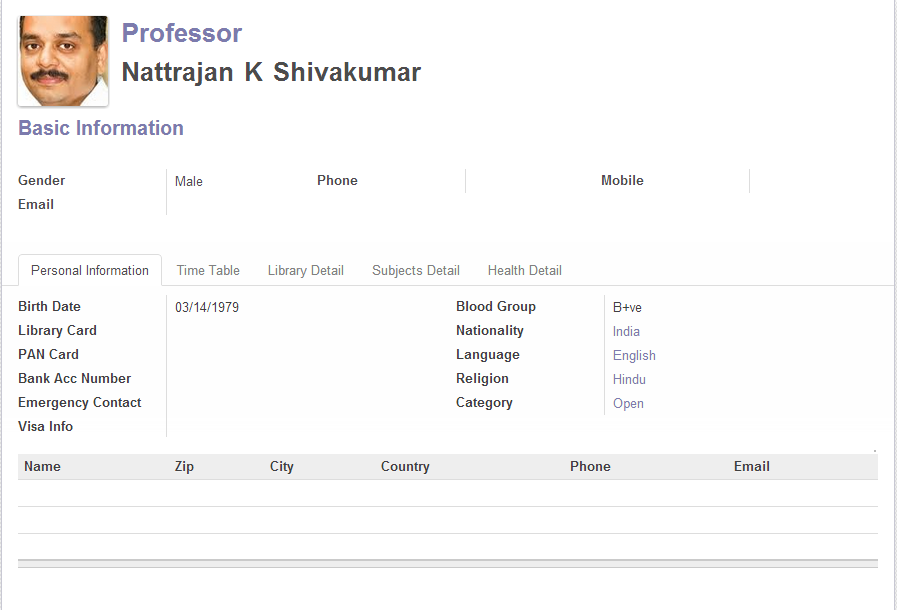 Professor
Nattrajan K Shivakumar
Basic Information
Gender Male Phone Mobile
Email
Personal Information Time Table Library Detail Subjects Detail Health Detail
Birth Date 03/14/1979 Blood Group B+ve
Library Card Nationality India
PAN Card Language English
Bank Acc Number Religion Hindu
Emergency Contact Category Open
Visa Info
Name Zip City Country Phone Email